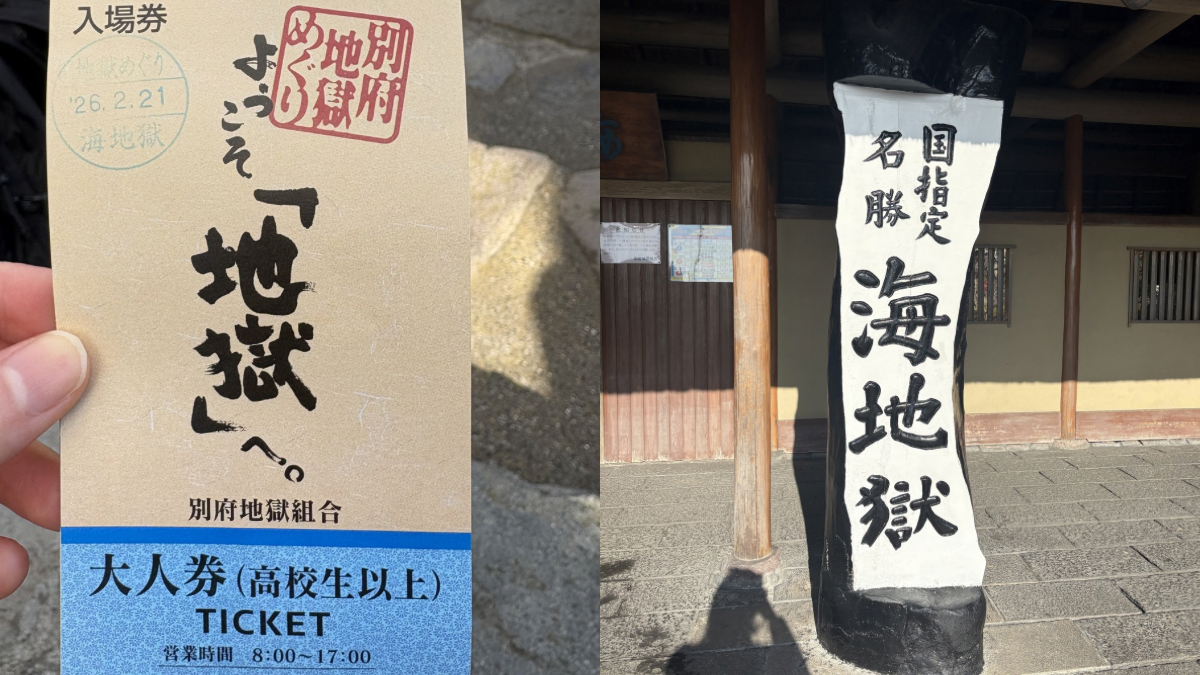 入場券
地獄めぐり
'26.2.21
海地獄
別府
地獄
めぐり
ようこそ
「地獄」へ。
別府地獄組合
大人券(高校生以上)
TICKET
営業時間 8:00~17:00
国指定
名勝
海地獄